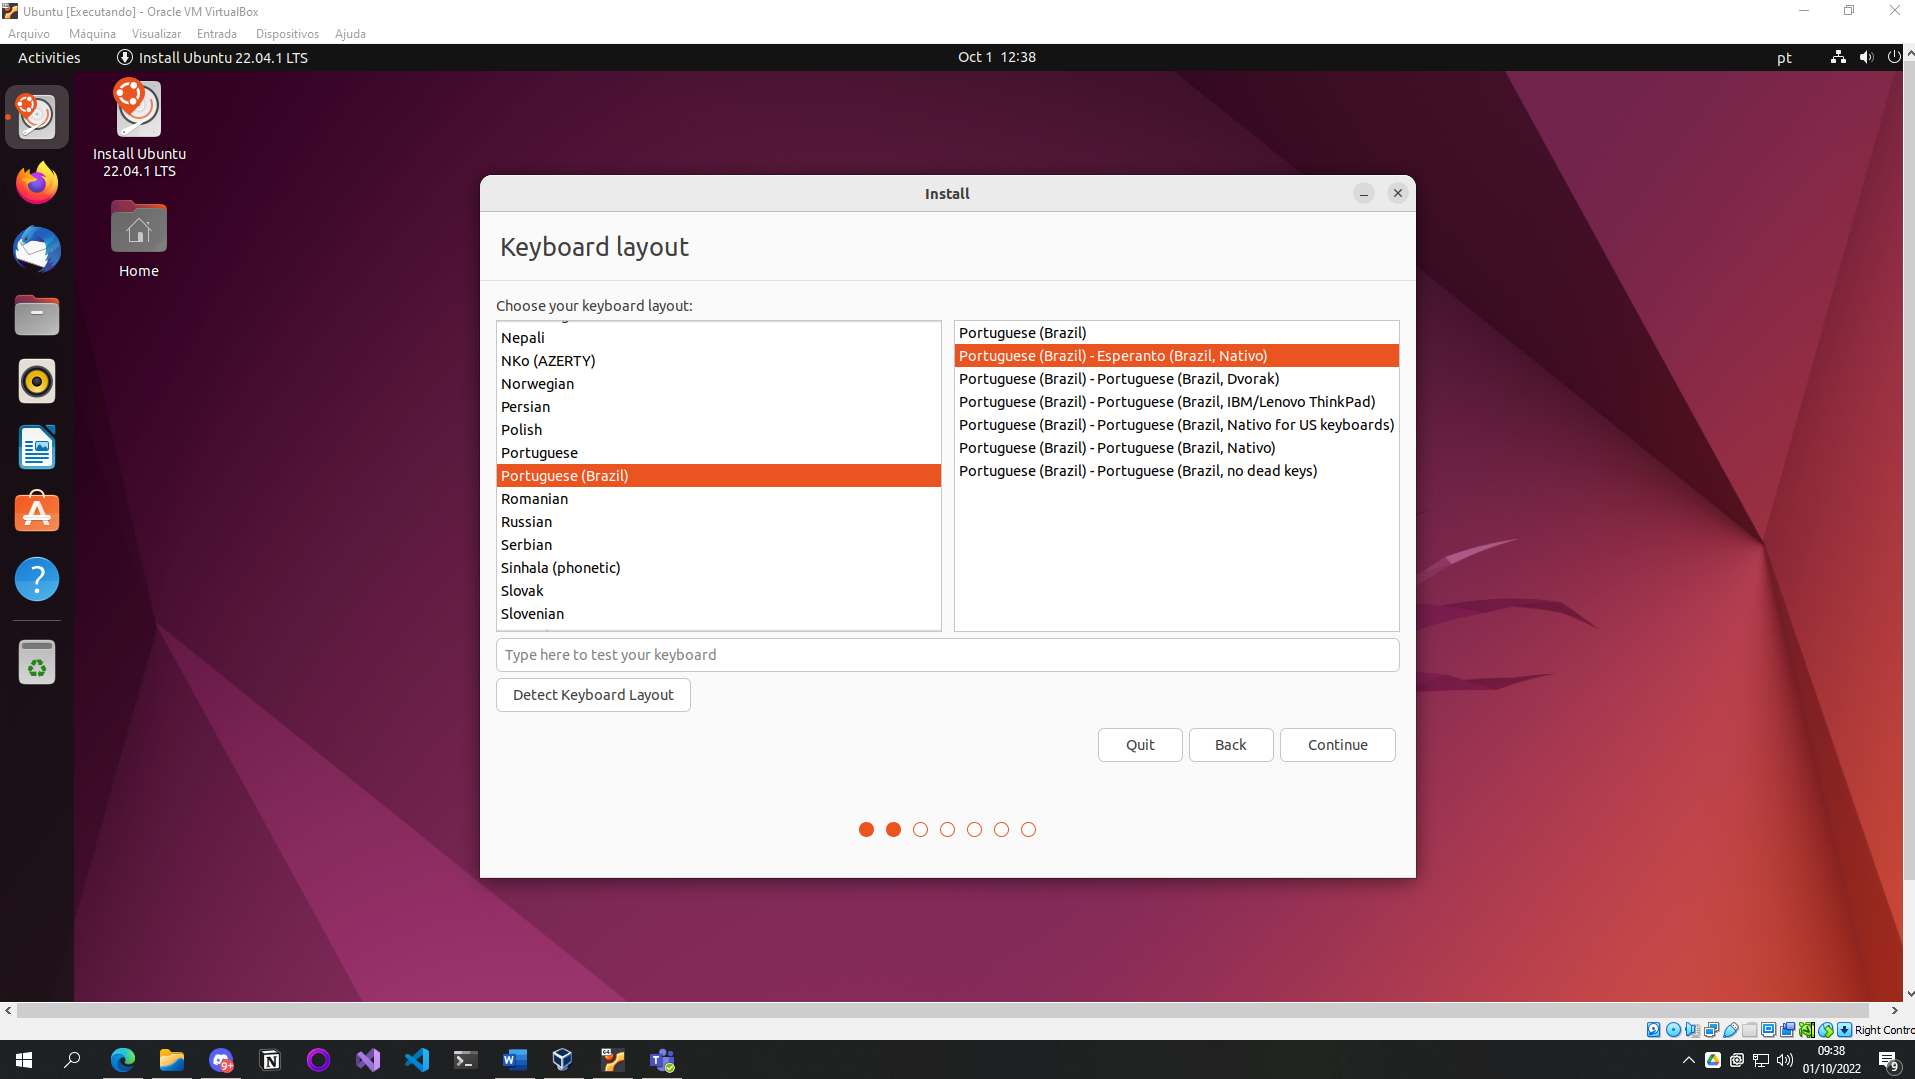 Ubuntu [Executando] - Oracle VM VirtualBox
Arquivo Máquina Visualizar Entrada Dispositivos Ajuda
Activities Install Ubuntu 22.04.1 LTS Oct 1 12:38 pt
Install Ubuntu
22.04.1 LTS
Home
Install
Keyboard layout
Choose your keyboard layout:
Nepali
NKo (AZERTY)
Norwegian
Persian
Polish
Portuguese
Portuguese (Brazil)
Romanian
Russian
Serbian
Sinhala (phonetic)
Slovak
Slovenian
Portuguese (Brazil)
Portuguese (Brazil) - Esperanto (Brazil, Nativo)
Portuguese (Brazil) - Portuguese (Brazil, Dvorak)
Portuguese (Brazil) - Portuguese (Brazil, IBM/Lenovo ThinkPad)
Portuguese (Brazil) - Portuguese (Brazil, Nativo for US keyboards)
Portuguese (Brazil) - Portuguese (Brazil, Nativo)
Portuguese (Brazil) - Portuguese (Brazil, no dead keys)
Type here to test your keyboard
Detect Keyboard Layout
Quit Back Continue
Right Contro
9+
09:38
01/10/2022
9